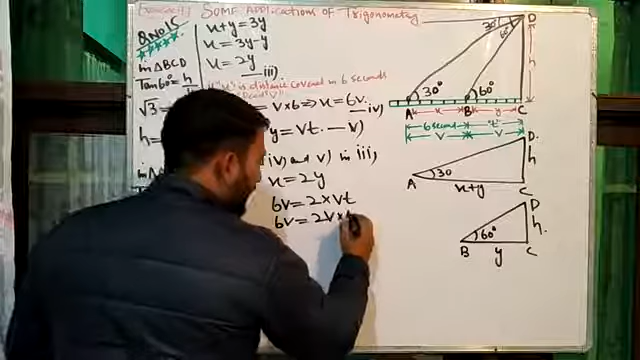 Some Applications of Trigonometry
Q.No 15
in ∆BCD
Tan60° = h
√3 = h
h =
x+y = 3y
x = 3y-y
x = 2y
— iii)
"x" is distance covered in 6 seconds
= v×6 ⇒ x = 6v — iv)
y = vt — v)
iv) and v) in iii,
x = 2y
6v = 2×vt
6v = 2v×
30° D
60°
h
30° 60°
A x B y C
6 second "t"
v v
D
h
A 30
x+y C
D
60° h.
B y C